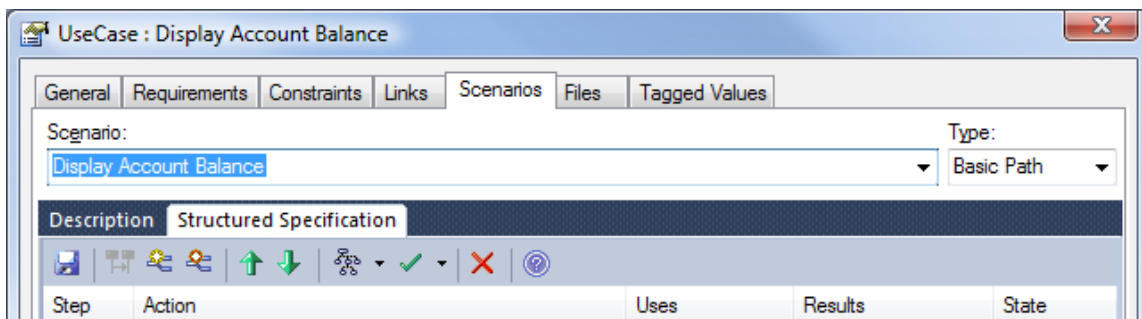 UseCase : Display Account Balance
General Requirements Constraints Links Scenarios Files Tagged Values
Scenario: Type:
Display Account Balance Basic Path
Description Structured Specification
Step Action Uses Results State